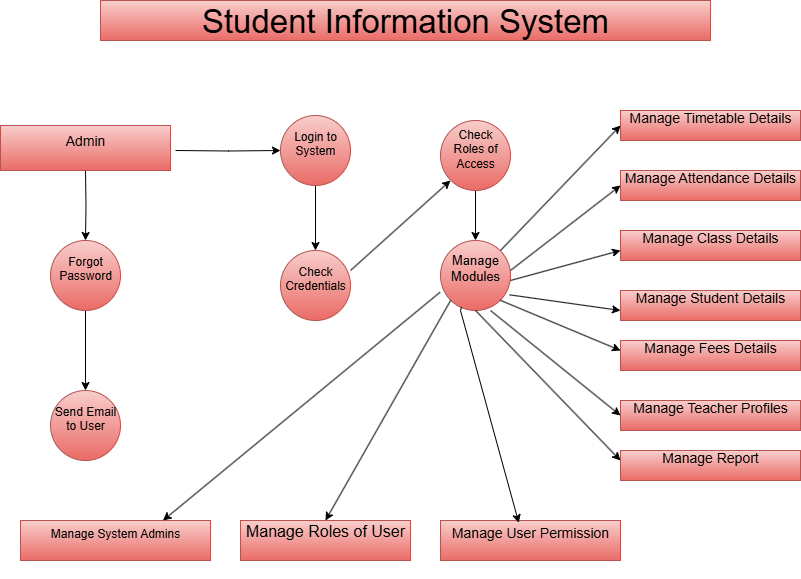 Student Information System
Admin
Login to
System
Check
Roles of
Access
Manage Timetable Details
Manage Attendance Details
Manage Class Details
Forgot
Password
Check
Credentials
Manage
Modules
Manage Student Details
Manage Fees Details
Manage Teacher Profiles
Manage Report
Send Email
to User
Manage System Admins
Manage Roles of User
Manage User Permission